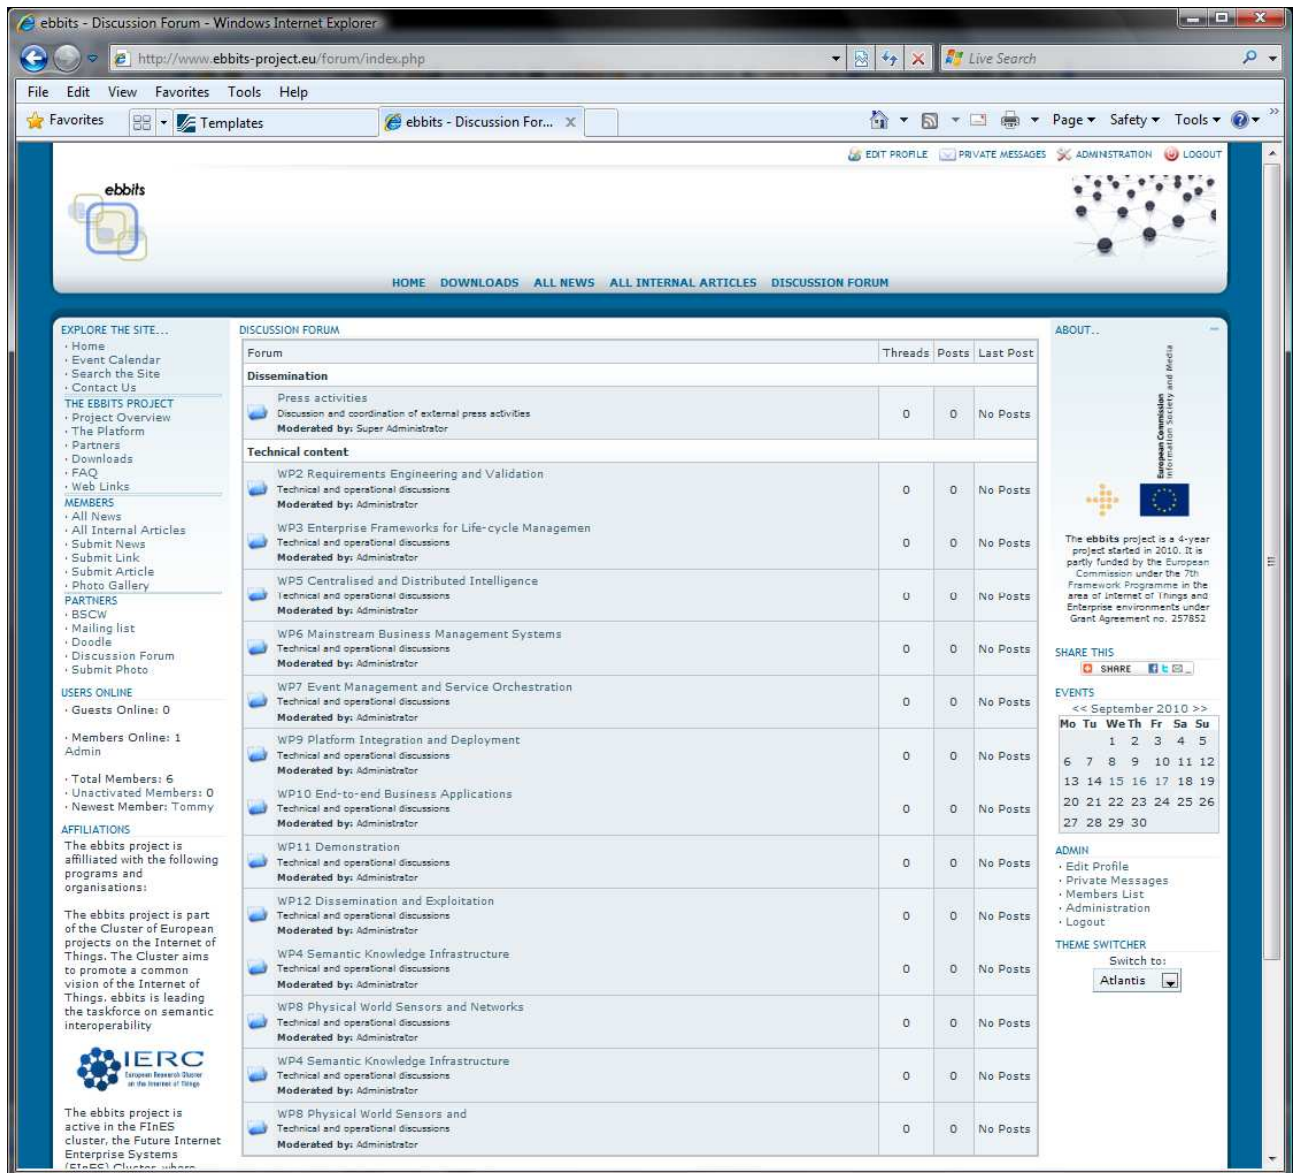 ebbits - Discussion Forum - Windows Internet Explorer
http://www.ebbits-project.eu/forum/index.php
Live Search
File Edit View Favorites Tools Help
Favorites Templates ebbits - Discussion For... X Page Safety Tools
EDIT PROFILE PRIVATE MESSAGES ADMINISTRATION LOGOUT
ebbits
HOME DOWNLOADS ALL NEWS ALL INTERNAL ARTICLES DISCUSSION FORUM
EXPLORE THE SITE...
· Home
· Event Calendar
· Search the Site
· Contact Us
THE EBBITS PROJECT
· Project Overview
· The Platform
· Partners
· Downloads
· FAQ
· Web Links
MEMBERS
· All News
· All Internal Articles
· Submit News
· Submit Link
· Submit Article
· Photo Gallery
PARTNERS
· BSCW
· Mailing list
· Doodle
· Discussion Forum
· Submit Photo
USERS ONLINE
· Guests Online: 0
· Members Online: 1
Admin
· Total Members: 6
· Unactivated Members: 0
· Newest Member: Tommy
AFFILIATIONS
The ebbits project is
affilliated with the following
programs and
organisations:
The ebbits project is part
of the Cluster of European
projects on the Internet of
Things. The Cluster aims
to promote a common
vision of the Internet of
Things. ebbits is leading
the taskforce on semantic
interoperability
IERC
European Research Cluster
on the Internet of Things
The ebbits project is
active in the FInES
cluster, the Future Internet
Enterprise Systems
(FInES) Cluster, where
DISCUSSION FORUM
Forum Threads Posts Last Post
Dissemination
Press activities
Discussion and coordination of external press activities
Moderated by: Super Administrator
0 0 No Posts
Technical content
WP2 Requirements Engineering and Validation
Technical and operational discussions
Moderated by: Administrator
0 0 No Posts
WP3 Enterprise Frameworks for Life-cycle Managemen
Technical and operational discussions
Moderated by: Administrator
0 0 No Posts
WP5 Centralised and Distributed Intelligence
Technical and operational discussions
Moderated by: Administrator
0 0 No Posts
WP6 Mainstream Business Management Systems
Technical and operational discussions
Moderated by: Administrator
0 0 No Posts
WP7 Event Management and Service Orchestration
Technical and operational discussions
Moderated by: Administrator
0 0 No Posts
WP9 Platform Integration and Deployment
Technical and operational discussions
Moderated by: Administrator
0 0 No Posts
WP10 End-to-end Business Applications
Technical and operational discussions
Moderated by: Administrator
0 0 No Posts
WP11 Demonstration
Technical and operational discussions
Moderated by: Administrator
0 0 No Posts
WP12 Dissemination and Exploitation
Technical and operational discussions
Moderated by: Administrator
0 0 No Posts
WP4 Semantic Knowledge Infrastructure
Technical and operational discussions
Moderated by: Administrator
0 0 No Posts
WP8 Physical World Sensors and Networks
Technical and operational discussions
Moderated by: Administrator
0 0 No Posts
WP4 Semantic Knowledge Infrastructure
Technical and operational discussions
Moderated by: Administrator
0 0 No Posts
WP8 Physical World Sensors and
Technical and operational discussions
Moderated by: Administrator
0 0 No Posts
ABOUT..
European Commission
Information Society and Media
The ebbits project is a 4-year
project started in 2010. It is
partly funded by the European
Commission under the 7th
Framework Programme in the
area of Internet of Things and
Enterprise environments under
Grant Agreement no. 257852
SHARE THIS
SHARE
EVENTS
<< September 2010 >>
Mo Tu We Th Fr Sa Su
1 2 3 4 5
6 7 8 9 10 11 12
13 14 15 16 17 18 19
20 21 22 23 24 25 26
27 28 29 30
ADMIN
· Edit Profile
· Private Messages
· Members List
· Administration
· Logout
THEME SWITCHER
Switch to:
Atlantis